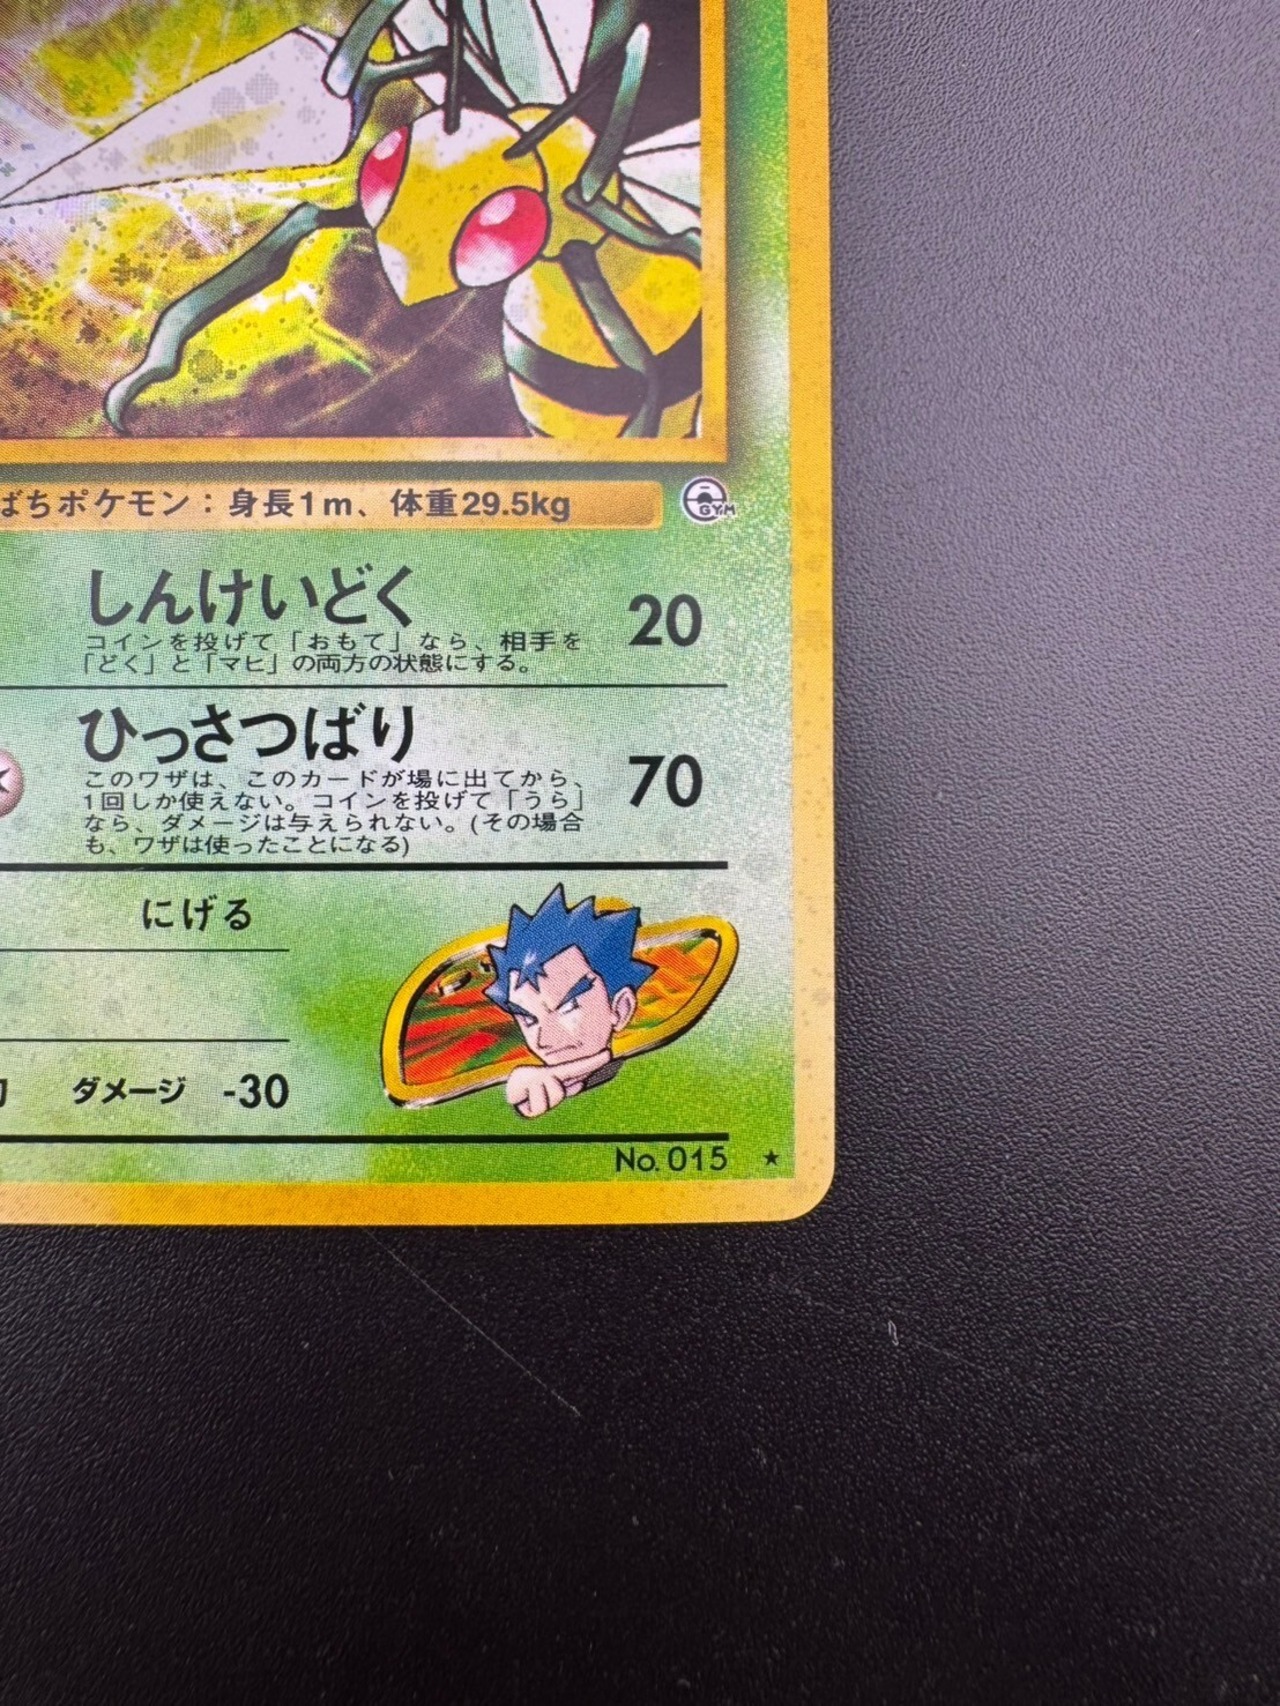 ばちポケモン：身長1m、体重29.5kg
GYM
しんけいどく 20
コインを投げて「おもて」なら、相手を
「どく」と「マヒ」の両方の状態にする。
ひっさつばり 70
このワザは、このカードが場に出てから、
1回しか使えない。コインを投げて「うら」
なら、ダメージは与えられない。(その場合
も、ワザは使ったことになる)
にげる
ダメージ -30
No. 015 ★